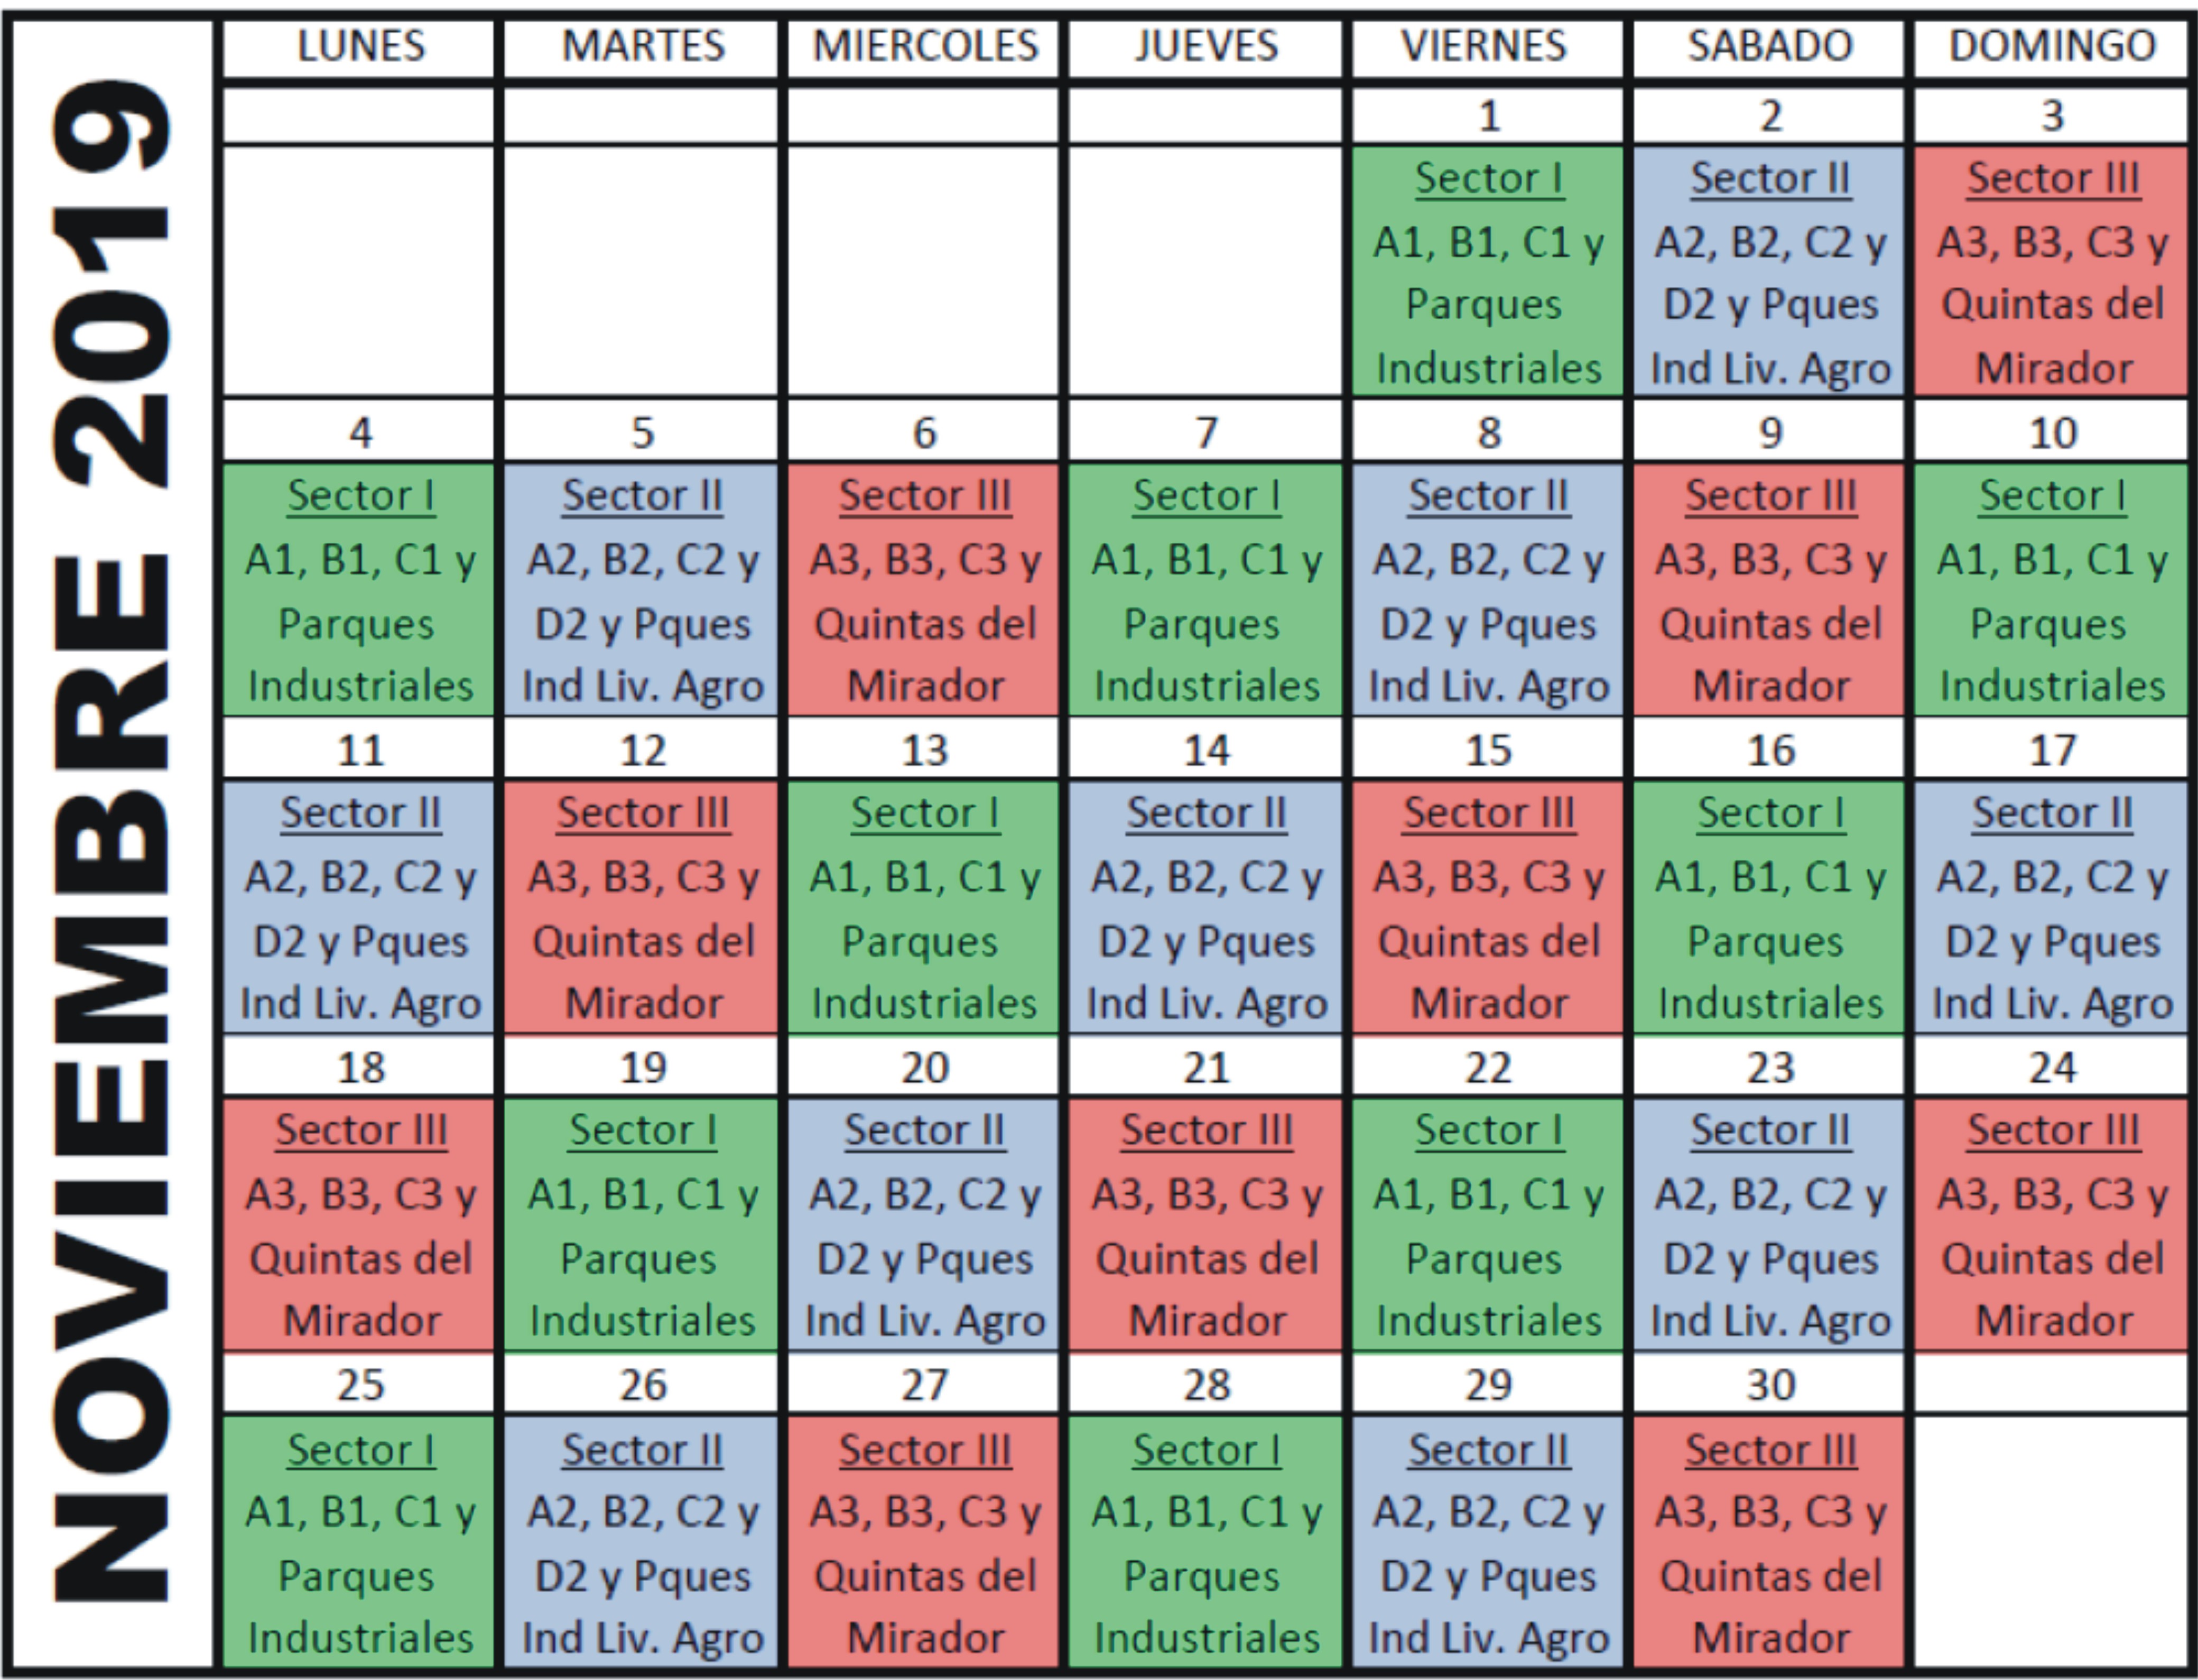 NOVIEMBRE 2019
LUNES MARTES MIERCOLES JUEVES VIERNES SABADO DOMINGO
1 2 3
Sector I Sector II Sector III
A1, B1, C1 y A2, B2, C2 y A3, B3, C3 y
Parques D2 y Pques Quintas del
Industriales Ind Liv. Agro Mirador
4 5 6 7 8 9 10
Sector I Sector II Sector III Sector I Sector II Sector III Sector I
A1, B1, C1 y A2, B2, C2 y A3, B3, C3 y A1, B1, C1 y A2, B2, C2 y A3, B3, C3 y A1, B1, C1 y
Parques D2 y Pques Quintas del Parques D2 y Pques Quintas del Parques
Industriales Ind Liv. Agro Mirador Industriales Ind Liv. Agro Mirador Industriales
11 12 13 14 15 16 17
Sector II Sector III Sector I Sector II Sector III Sector I Sector II
A2, B2, C2 y A3, B3, C3 y A1, B1, C1 y A2, B2, C2 y A3, B3, C3 y A1, B1, C1 y A2, B2, C2 y
D2 y Pques Quintas del Parques D2 y Pques Quintas del Parques D2 y Pques
Ind Liv. Agro Mirador Industriales Ind Liv. Agro Mirador Industriales Ind Liv. Agro
18 19 20 21 22 23 24
Sector III Sector I Sector II Sector III Sector I Sector II Sector III
A3, B3, C3 y A1, B1, C1 y A2, B2, C2 y A3, B3, C3 y A1, B1, C1 y A2, B2, C2 y A3, B3, C3 y
Quintas del Parques D2 y Pques Quintas del Parques D2 y Pques Quintas del
Mirador Industriales Ind Liv. Agro Mirador Industriales Ind Liv. Agro Mirador
25 26 27 28 29 30
Sector I Sector II Sector III Sector I Sector II Sector III
A1, B1, C1 y A2, B2, C2 y A3, B3, C3 y A1, B1, C1 y A2, B2, C2 y A3, B3, C3 y
Parques D2 y Pques Quintas del Parques D2 y Pques Quintas del
Industriales Ind Liv. Agro Mirador Industriales Ind Liv. Agro Mirador